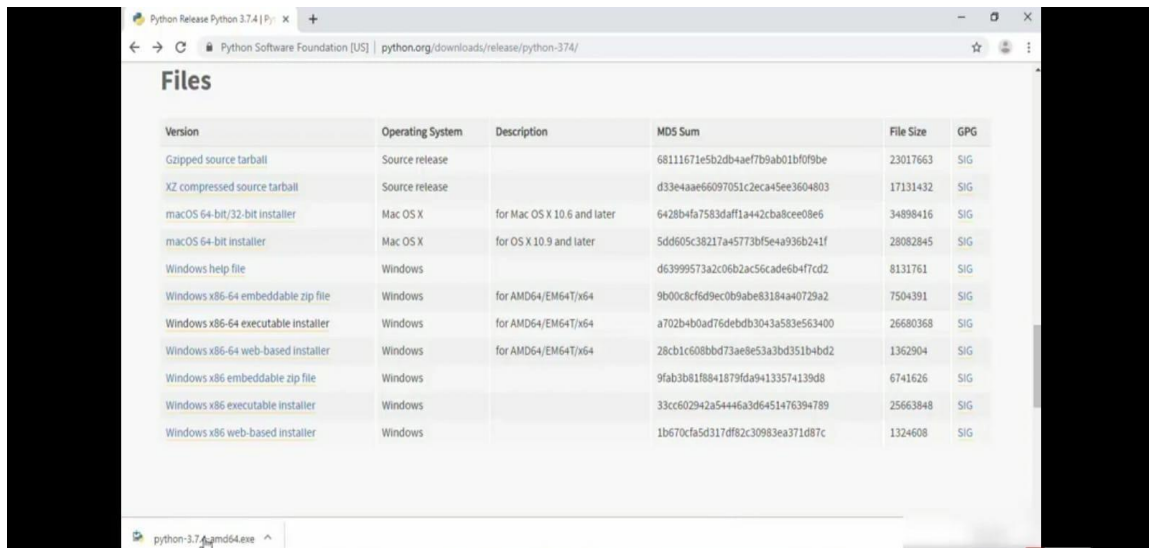 Python Release Python 3.7.4 | Py
Python Software Foundation [US] | python.org/downloads/release/python-374/
Files
Version Operating System Description MD5 Sum File Size GPG
Gzipped source tarball Source release 68111671e5b2db4aef7b9ab01bf0f9be 23017663 SIG
XZ compressed source tarball Source release d33e4aae66097051c2eca45ee3604803 17131432 SIG
macOS 64-bit/32-bit installer Mac OS X for Mac OS X 10.6 and later 6428b4fa7583daff1a442cba8cee08e6 34898416 SIG
macOS 64-bit installer Mac OS X for OS X 10.9 and later 5dd605c38217a45773bf5e4a936b241f 28082845 SIG
Windows help file Windows d63999573a2c06b2ac56cade6b4f7cd2 8131761 SIG
Windows x86-64 embeddable zip file Windows for AMD64/EM64T/x64 9b00c8cf6d9ec0b9abe83184a40729a2 7504391 SIG
Windows x86-64 executable installer Windows for AMD64/EM64T/x64 a702b4b0ad76debdb3043a583e563400 26680368 SIG
Windows x86-64 web-based installer Windows for AMD64/EM64T/x64 28cb1c608bbd73ae8e53a3bd351b4bd2 1362904 SIG
Windows x86 embeddable zip file Windows 9fab3b81f8841879fda94133574139d8 6741626 SIG
Windows x86 executable installer Windows 33cc602942a54446a3d6451476394789 25663848 SIG
Windows x86 web-based installer Windows 1b670cfa5d317df82c30983ea371d87c 1324608 SIG
python-3.7.4-amd64.exe